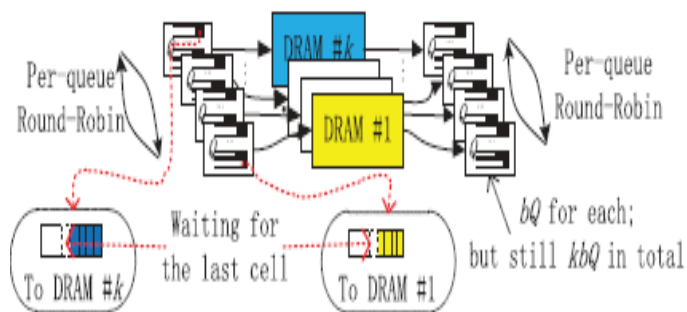 DRAM #k
Per-queue
Round-Robin
DRAM #1
Per-queue
Round-Robin
Waiting for
the last cell
To DRAM #k
To DRAM #1
bQ for each;
but still kbQ in total